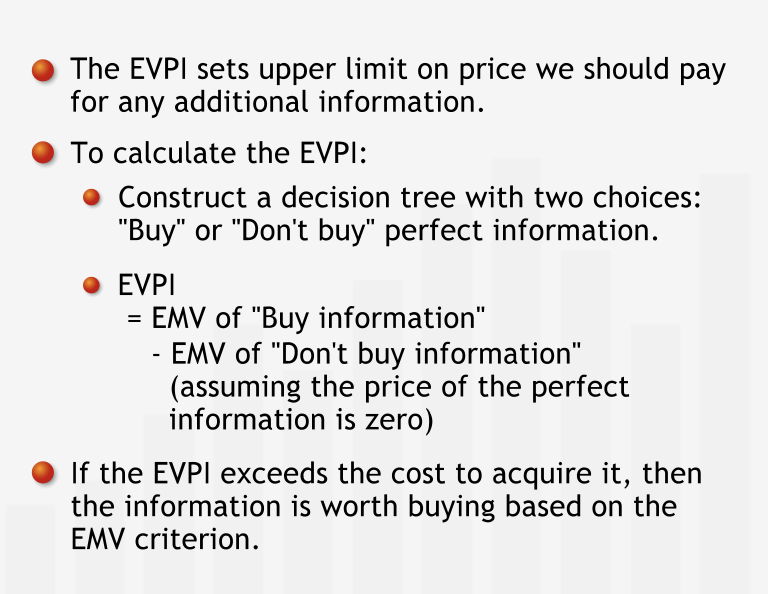 The EVPI sets upper limit on price we should pay
for any additional information.
To calculate the EVPI:
Construct a decision tree with two choices:
"Buy" or "Don't buy" perfect information.
EVPI
= EMV of "Buy information"
- EMV of "Don't buy information"
(assuming the price of the perfect
information is zero)
If the EVPI exceeds the cost to acquire it, then
the information is worth buying based on the
EMV criterion.